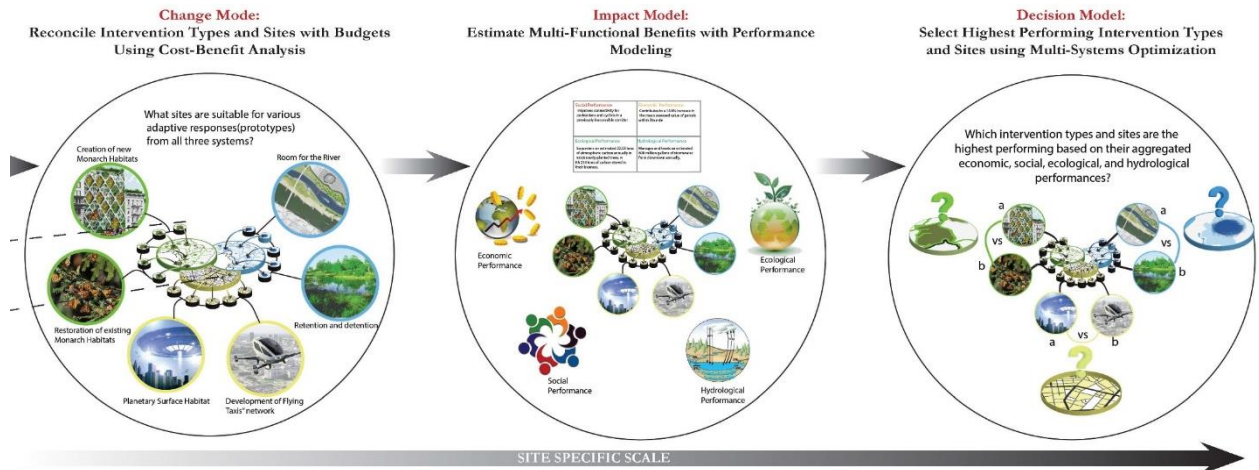 Change Mode:
Reconcile Intervention Types and Sites with Budgets
Using Cost-Benefit Analysis
What sites are suitable for various
adaptive responses(prototypes)
from all three systems?
Creation of new
Monarch Habitats
Room for the River
Restoration of existing
Monarch Habitats
Retention and detention
Planetary Surface Habitat
Development of Flying
Taxis' network
Impact Model:
Estimate Multi-Functional Benefits with Performance
Modeling
Social Performance
Economic Performance
Ecological Performance
Hydrological Performance
Economic
Performance
Ecological
Performance
Social
Performance
Hydrological
Performance
Decision Model:
Select Highest Performing Intervention Types
and Sites using Multi-Systems Optimization
Which intervention types and sites are the
highest performing based on their aggregated
economic, social, ecological, and hydrological
performances?
?
a
vs
b
a
vs
b
?
a
vs
b
?
SITE SPECIFIC SCALE